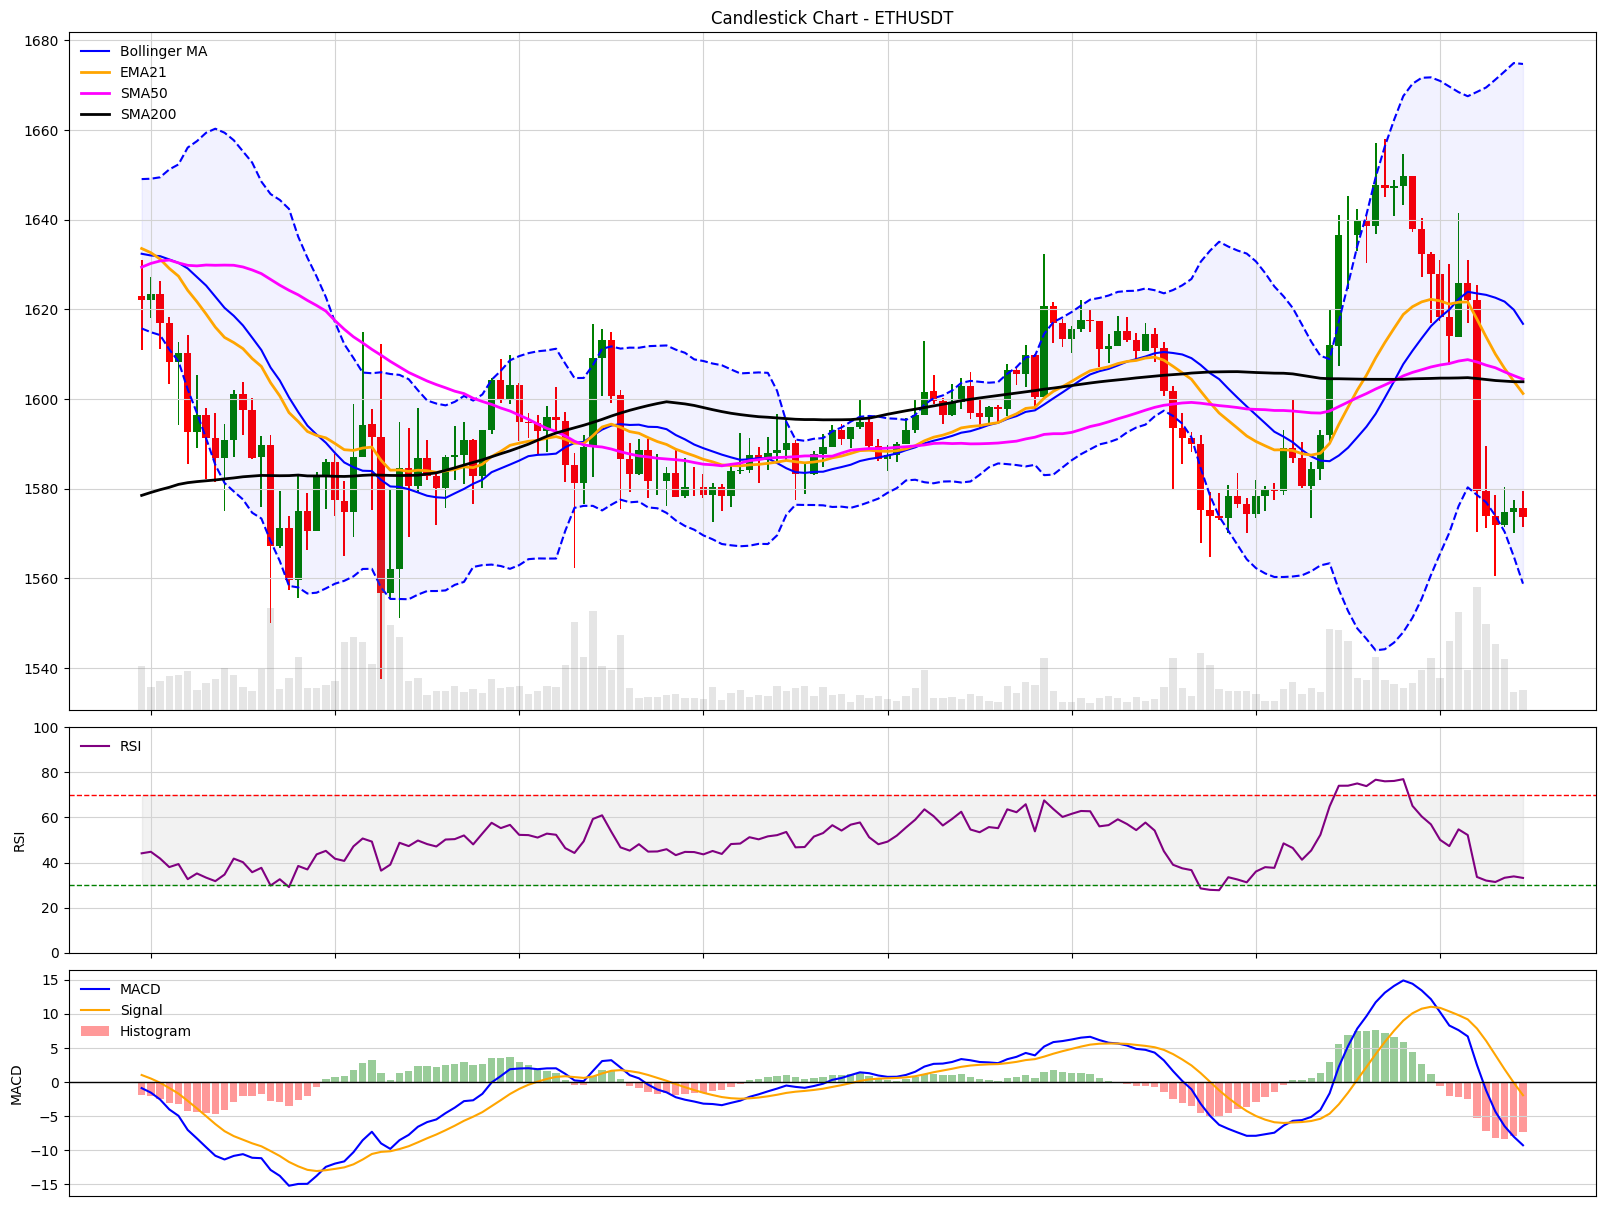 Candlestick Chart - ETHUSDT
1680
1660
1640
1620
1600
1580
1560
1540
Bollinger MA
EMA21
SMA50
SMA200
100
80
60
40
20
0
RSI
RSI
15
10
5
0
−5
−10
−15
MACD
MACD
Signal
Histogram